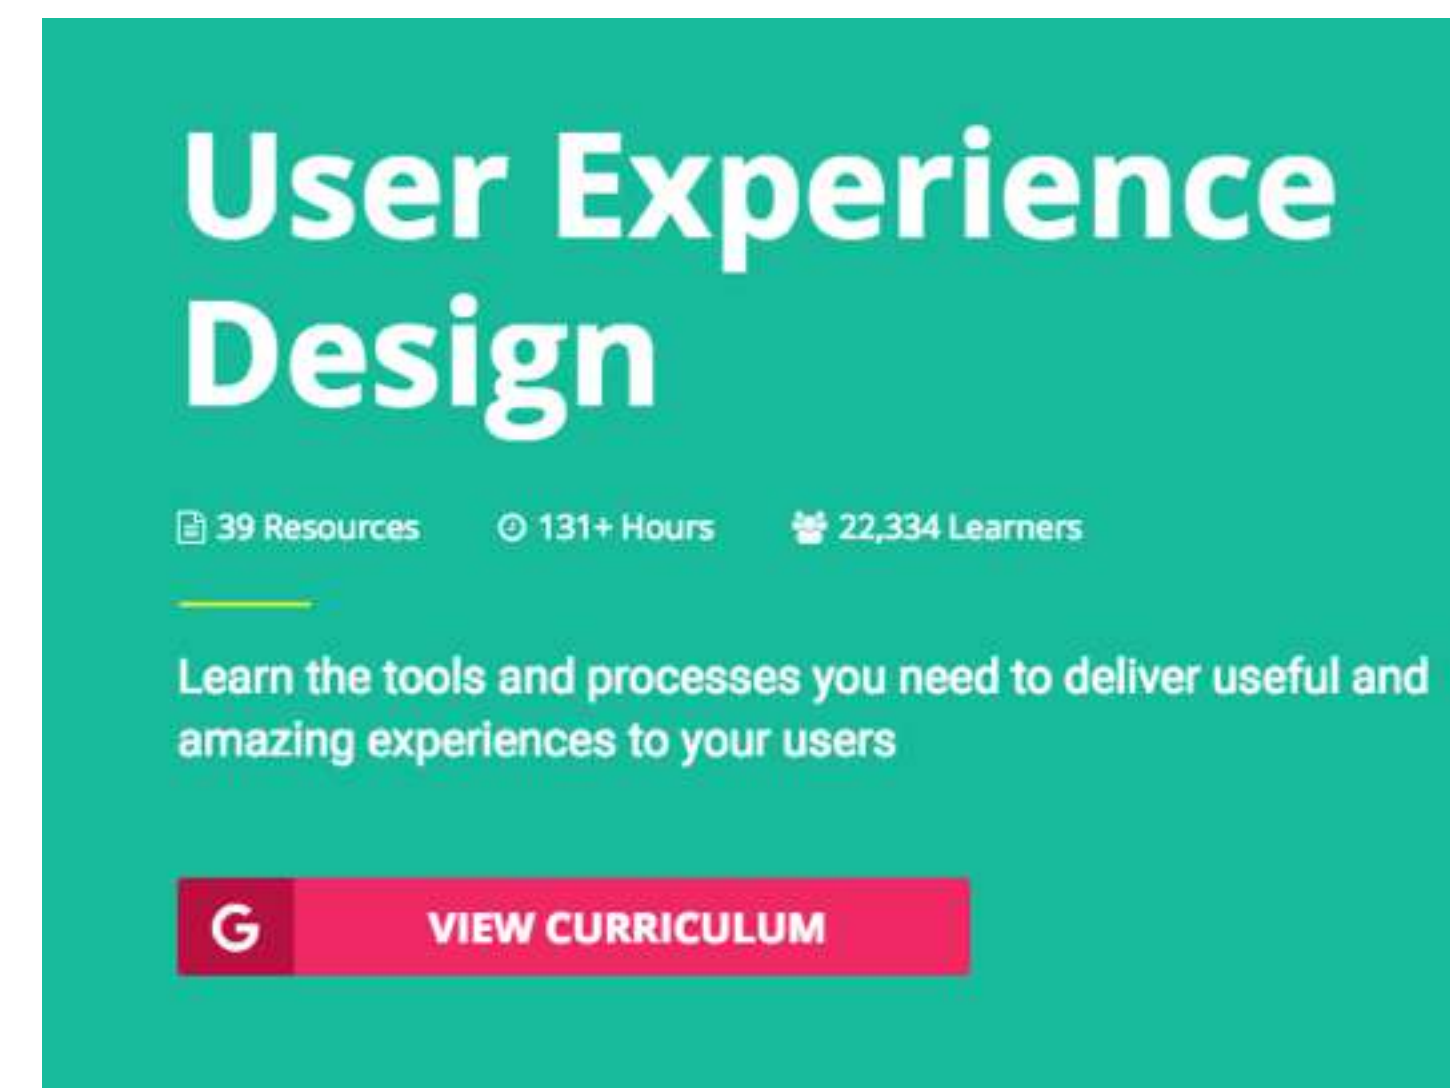 User Experience
Design
39 Resources 131+ Hours 22,334 Learners
Learn the tools and processes you need to deliver useful and
amazing experiences to your users
G VIEW CURRICULUM